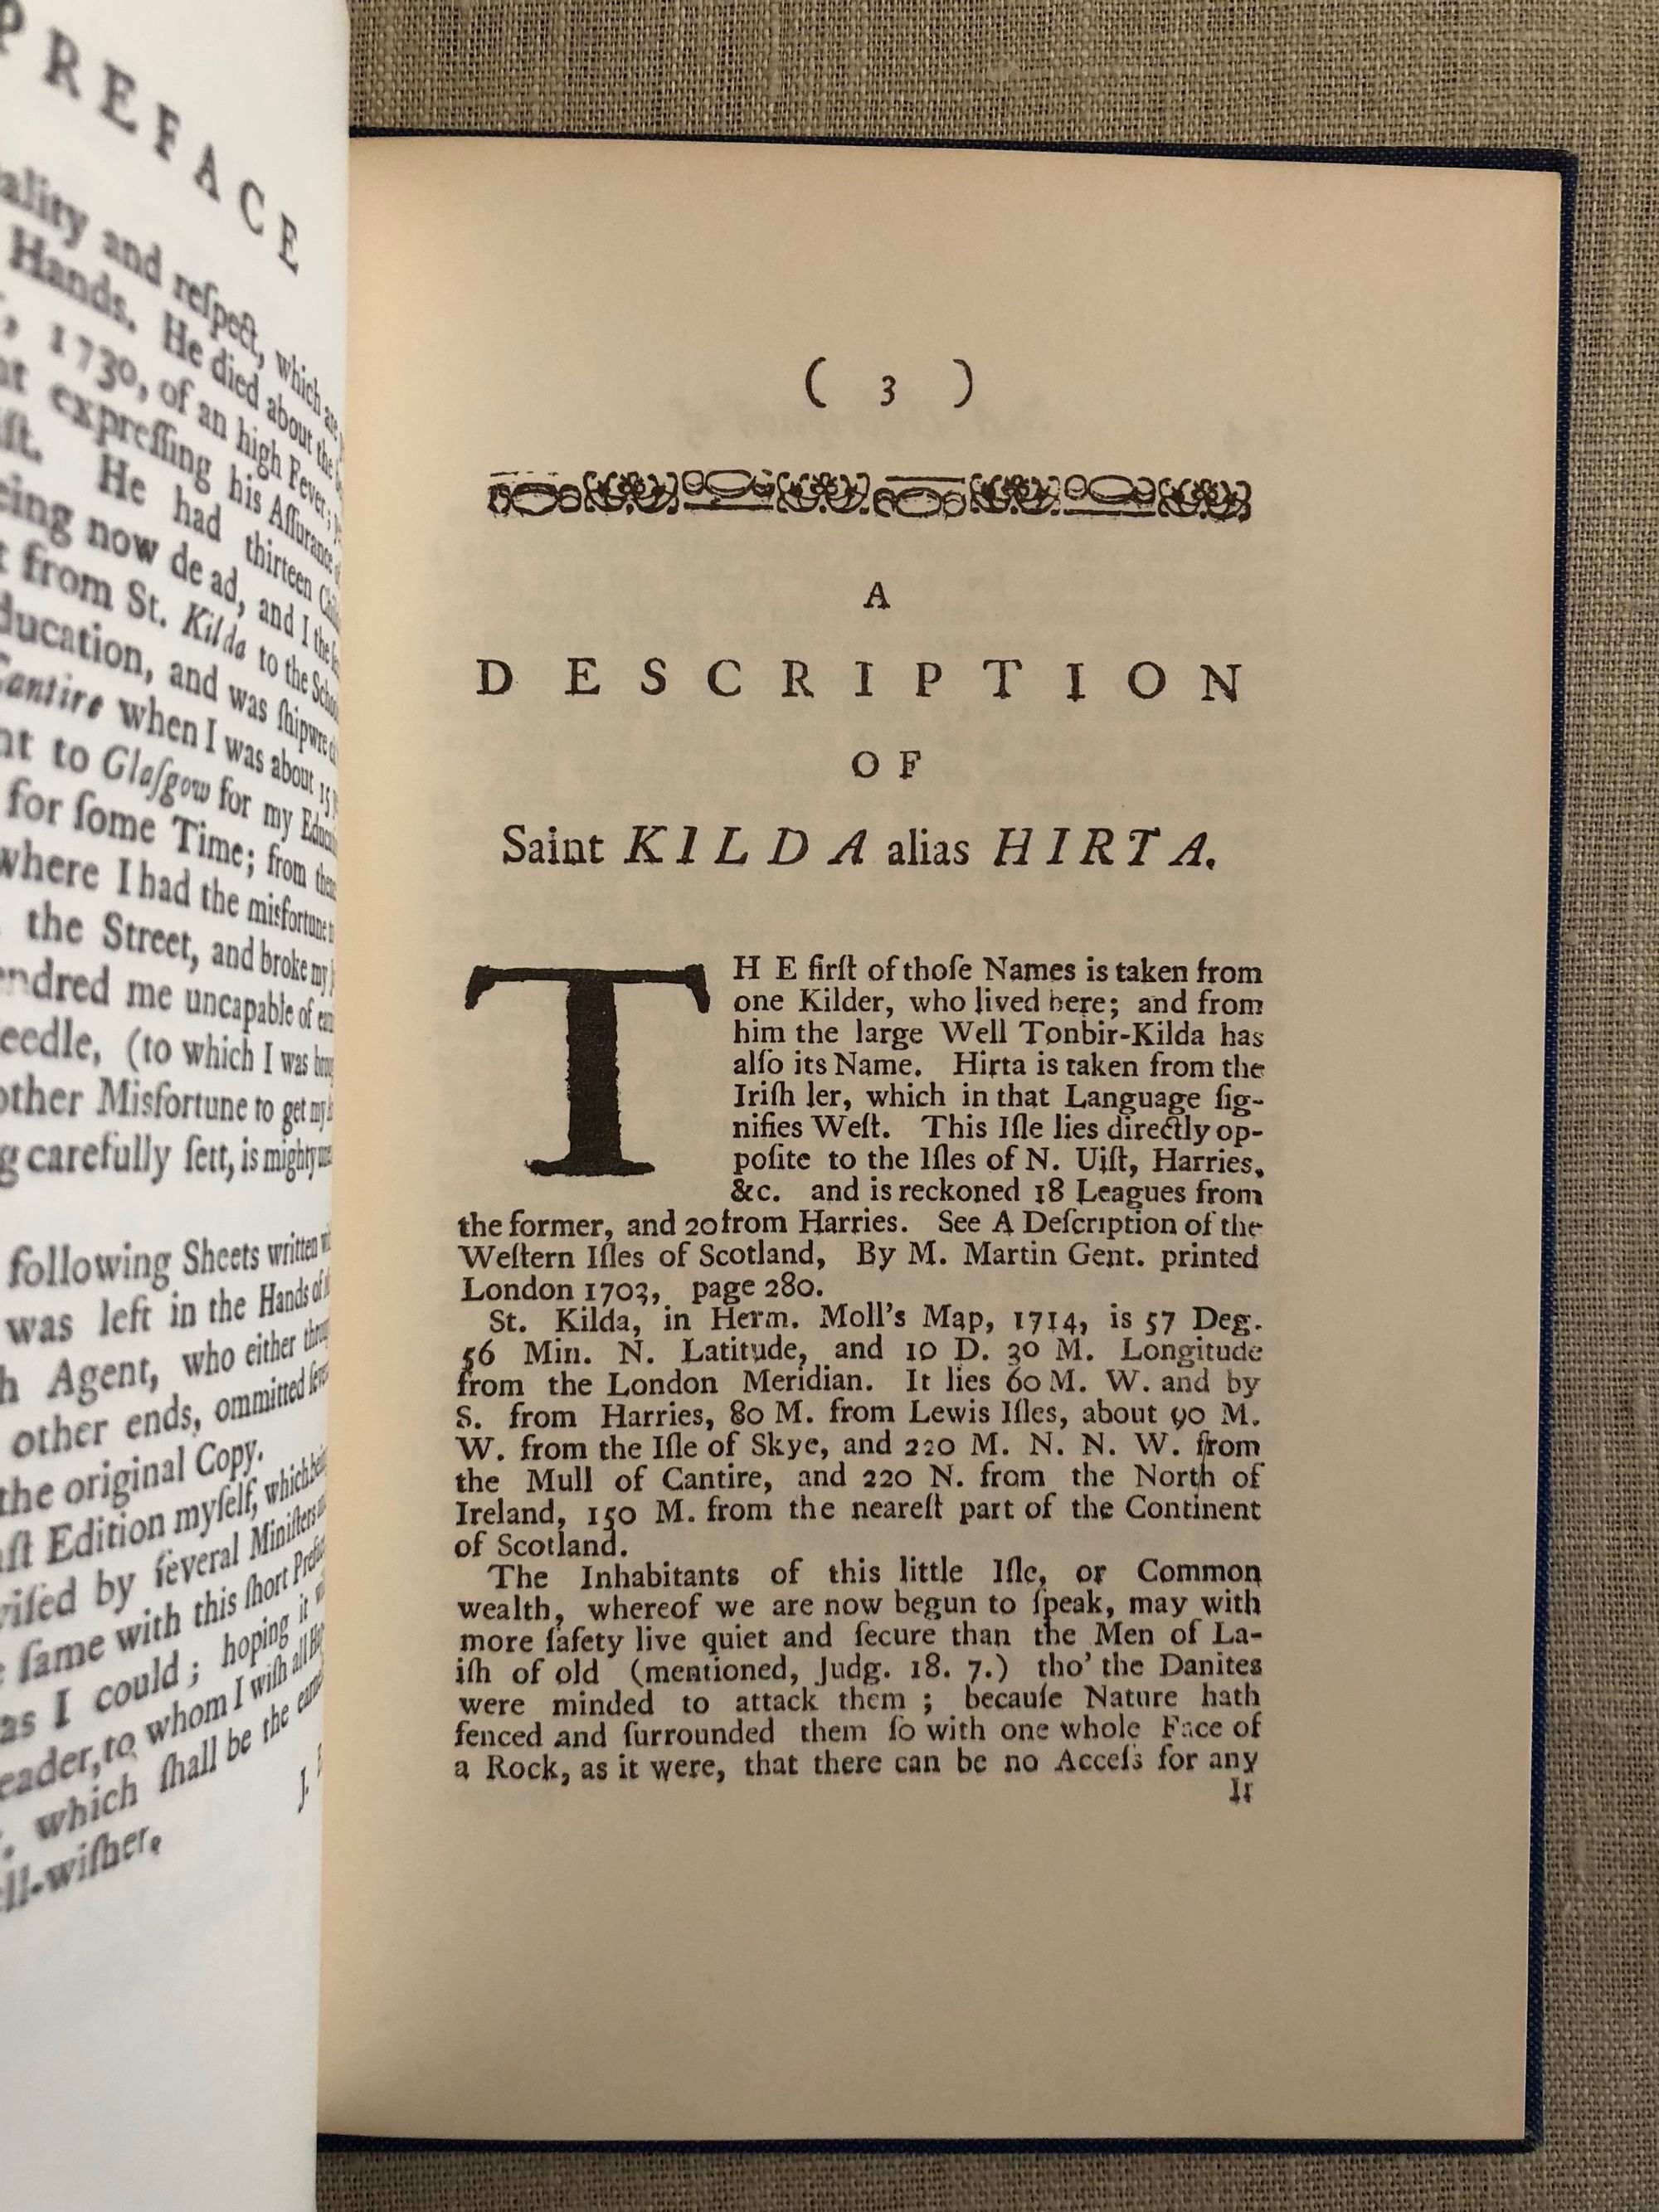 PREFACE
ality and reſpect, which are
Hands. He died about the
, 1730, of an high Fever;
expreſſing his Aſſurance
iſt. He had thirteen
eing now de ad, and I the
from St. Kilda to the School
ducation, and was ſhipwre
Cantire when I was about 15
nt to Glaſgow for my
for ſome Time; from
where I had the misfortune
the Street, and broke my
endred me uncapable of
eedle, (to which I was
other Misfortune to get my
g carefully ſett, is mighty
following Sheets written
was left in the Hands of
h Agent, who either
other ends, ommitted
the original Copy.
aſt Edition myſelf, which
viſed by ſeveral Miniſters
ſame with this ſhort
as I could; hoping it
eader, to whom I wiſh all
, which ſhall be the
ll-wiſher,
J.
( 3 )
A
DESCRIPTION
OF
Saint KILDA alias HIRTA.
THE firſt of thoſe Names is taken from
one Kilder, who lived here; and from
him the large Well Tonbir-Kilda has
alſo its Name. Hirta is taken from the
Iriſh ler, which in that Language ſig-
nifies Weſt. This Iſle lies directly op-
poſite to the Iſles of N. Uiſt, Harries,
&c. and is reckoned 18 Leagues from
the former, and 20 from Harries. See A Deſcription of the
Weſtern Iſles of Scotland, By M. Martin Gent. printed
London 1703, page 280.
St. Kilda, in Herm. Moll's Map, 1714, is 57 Deg.
56 Min. N. Latitude, and 10 D. 30 M. Longitude
from the London Meridian. It lies 60 M. W. and by
S. from Harries, 80 M. from Lewis Iſles, about 90 M.
W. from the Iſle of Skye, and 220 M. N. N. W. from
the Mull of Cantire, and 220 N. from the North of
Ireland, 150 M. from the neareſt part of the Continent
of Scotland.
The Inhabitants of this little Iſle, or Common
wealth, whereof we are now begun to ſpeak, may with
more ſafety live quiet and ſecure than the Men of La-
iſh of old (mentioned, Judg. 18. 7.) tho' the Danites
were minded to attack them; becauſe Nature hath
fenced and ſurrounded them ſo with one whole Face of
a Rock, as it were, that there can be no Acceſs for any
It